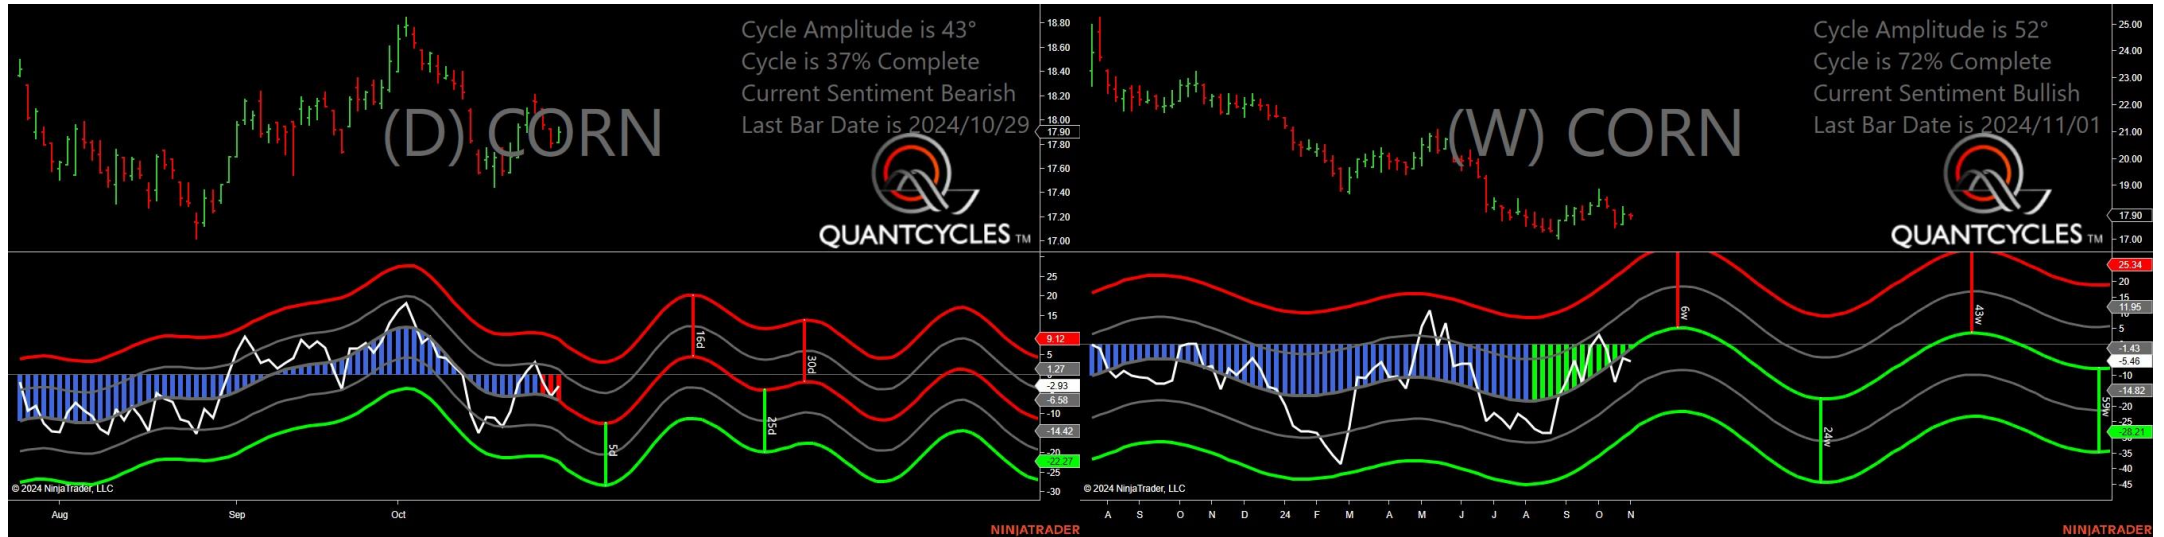 Cycle Amplitude is 43°
Cycle is 37% Complete
Current Sentiment Bearish
Last Bar Date is 2024/10/29
(D) CORN
QUANTCYCLES TM
18.80
18.60
18.40
18.20
18.00
17.90
17.80
17.60
17.40
17.20
17.00
25
20
15
9.12
5
1.27
-2.93
-6.58
-10
-14.42
-20
-22.27
-25
-30
5d
16d
25d
30d
© 2024 NinjaTrader, LLC
Aug
Sep
Oct
NINJATRADER
Cycle Amplitude is 52°
Cycle is 72% Complete
Current Sentiment Bullish
Last Bar Date is 2024/11/01
(W) CORN
QUANTCYCLES TM
25.00
24.00
23.00
22.00
21.00
20.00
19.00
17.90
17.00
25.34
20
15
11.95
5
-1.43
-5.46
-10
-14.82
-20
-28.21
-35
-40
-45
6w
24w
43w
59w
© 2024 NinjaTrader, LLC
A S O N D 24 F M A M J J A S O N
NINJATRADER